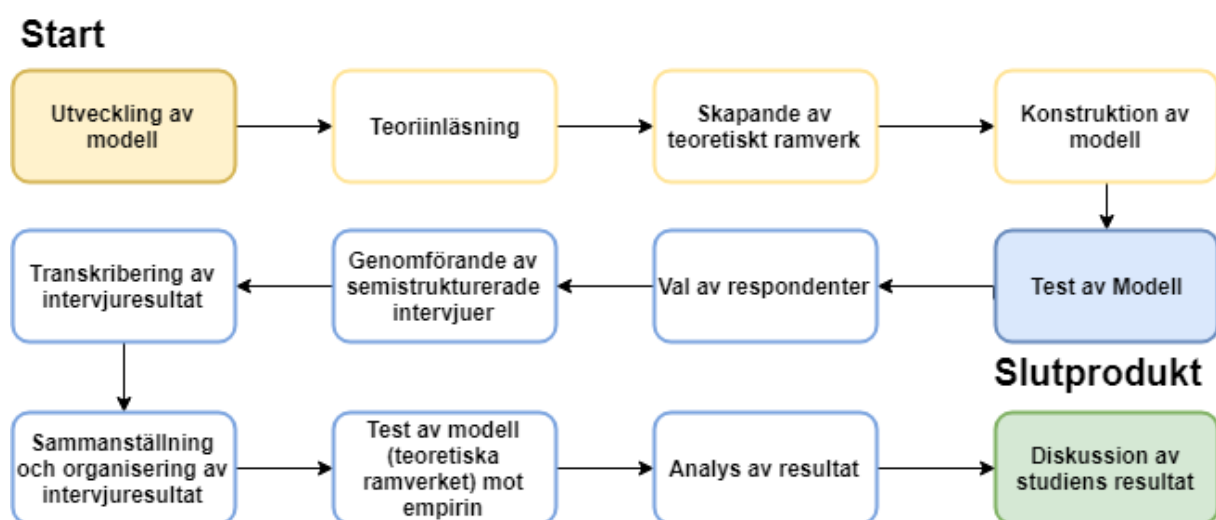 Start
Utveckling av
modell
Teoriinläsning
Skapande av
teoretiskt ramverk
Konstruktion av
modell
Transkribering av
intervjuresultat
Genomförande av
semistrukturerade
intervjuer
Val av respondenter
Test av Modell
Slutprodukt
Sammanställning
och organisering av
intervjuresultat
Test av modell
(teoretiska
ramverket) mot
empirin
Analys av resultat
Diskussion av
studiens resultat